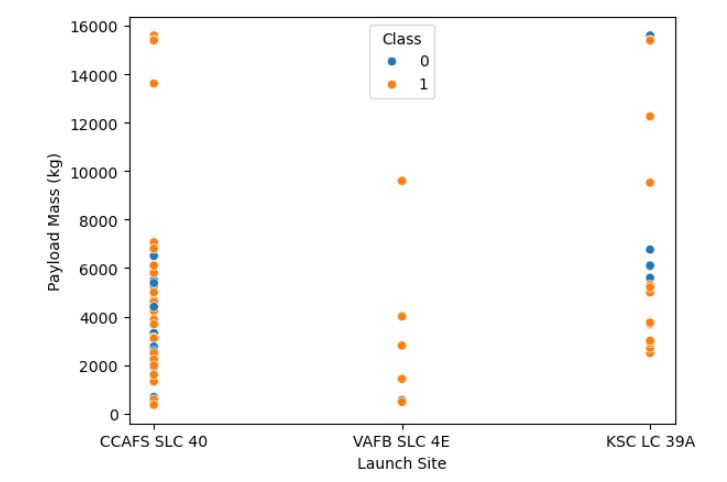 16000
14000
12000
10000
8000
6000
4000
2000
0
Payload Mass (kg)
Class
0
1
CCAFS SLC 40
VAFB SLC 4E
KSC LC 39A
Launch Site